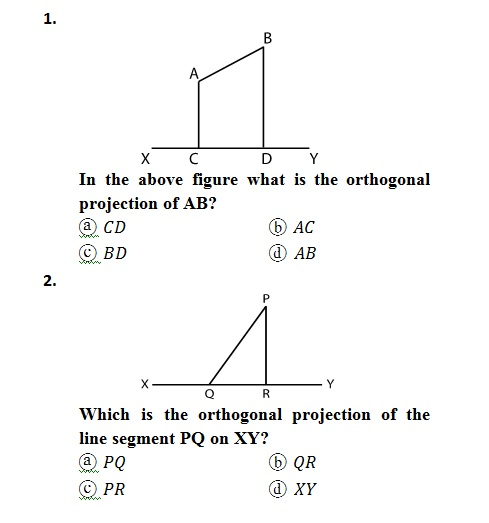 1.
B
A
X C D Y
In the above figure what is the orthogonal
projection of AB?
ⓐ CD ⓑ AC
ⓒ BD ⓓ AB
2.
P
X Y
Q R
Which is the orthogonal projection of the
line segment PQ on XY?
ⓐ PQ ⓑ QR
ⓒ PR ⓓ XY